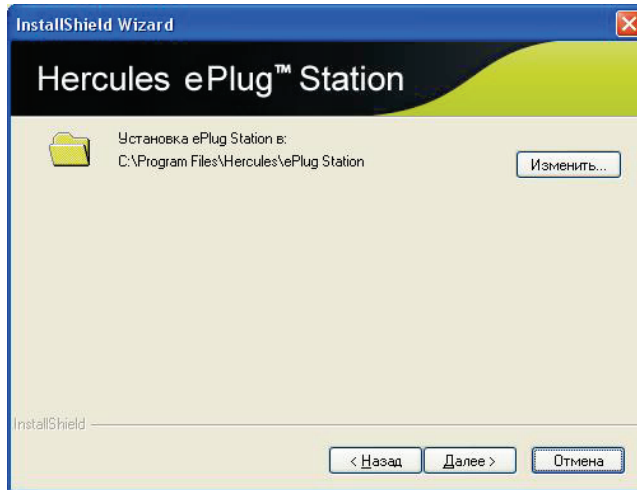 InstallShield Wizard
Hercules ePlug™ Station
Установка ePlug Station в:
C:\Program Files\Hercules\ePlug Station
Изменить...
InstallShield
< Назад
Далее >
Отмена